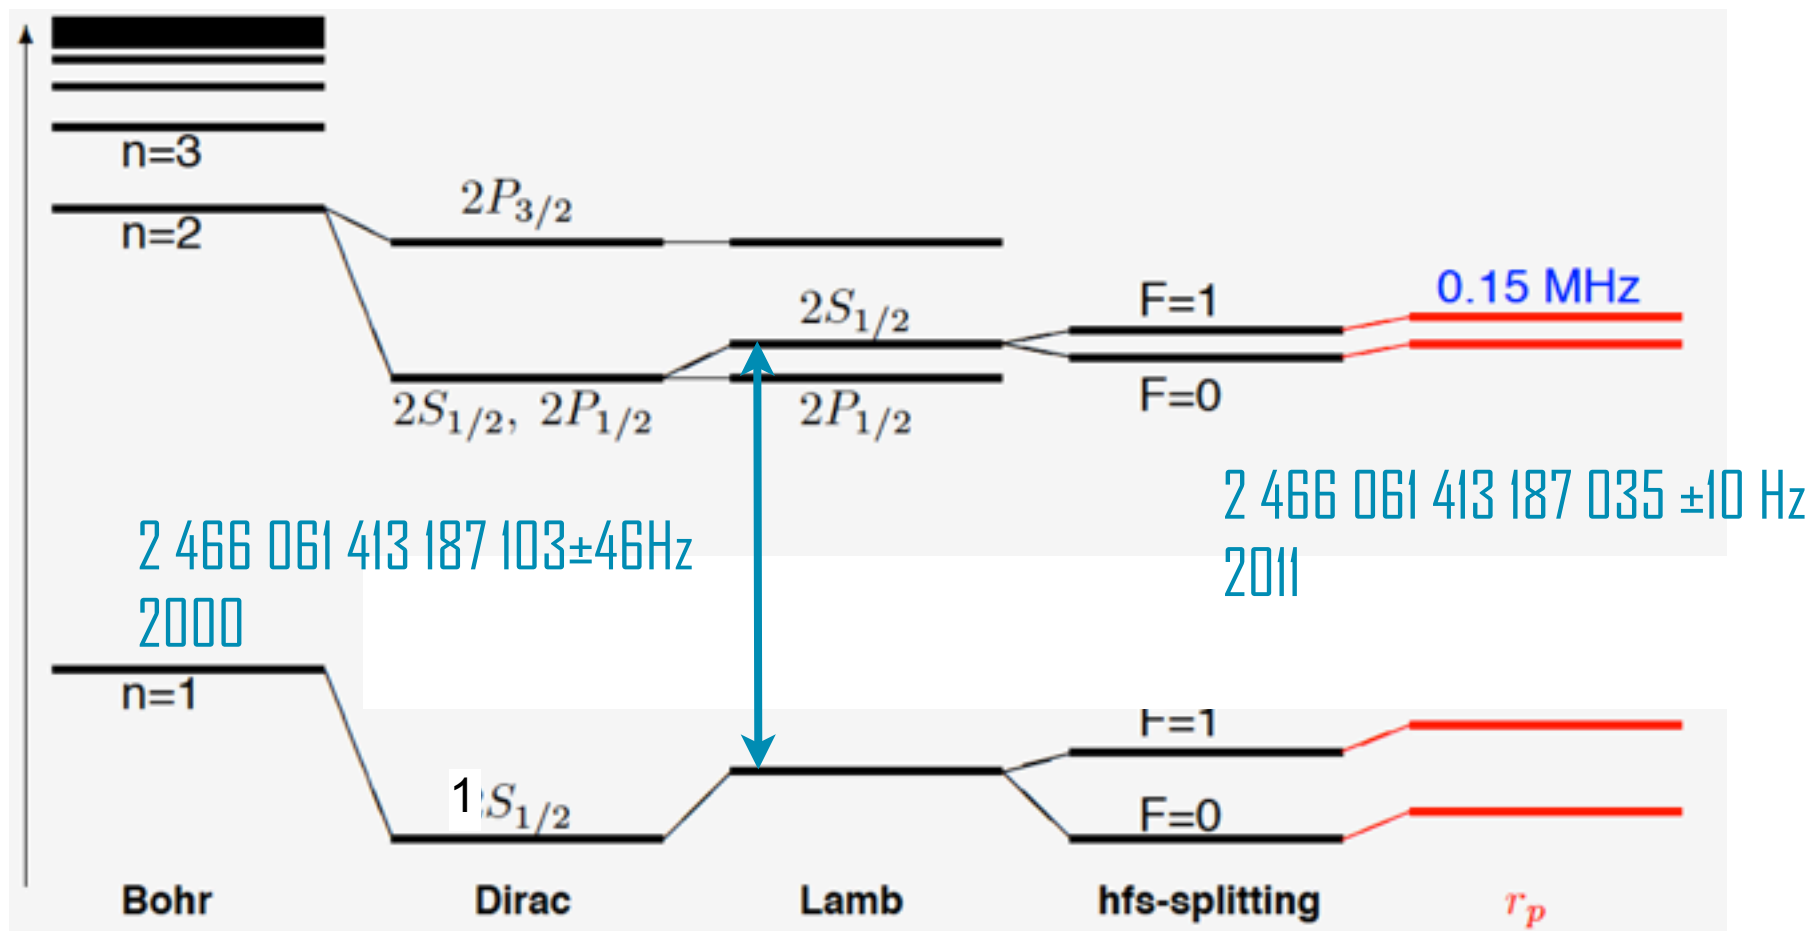 n=3
n=2
2P3/2
2S1/2
F=1
0.15 MHz
2S1/2, 2P1/2
2P1/2
F=0
2 466 061 413 187 103±46Hz
2000
2 466 061 413 187 035 ±10 Hz
2011
n=1
F=1
1S1/2
F=0
Bohr
Dirac
Lamb
hfs-splitting
rp